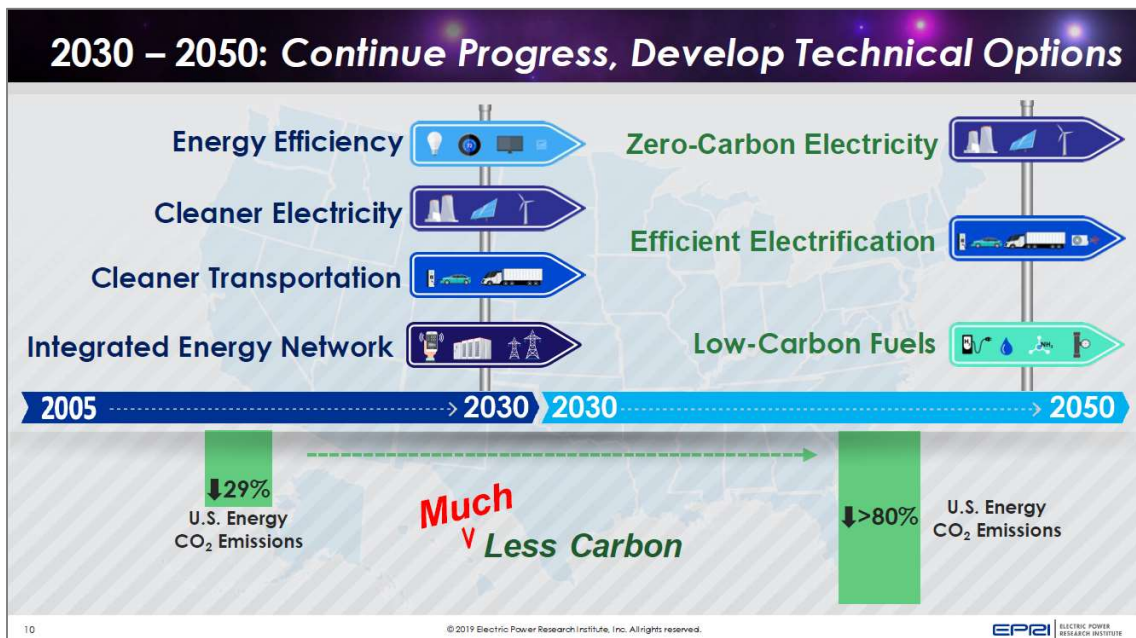 2030 – 2050: Continue Progress, Develop Technical Options
Energy Efficiency
Cleaner Electricity
Cleaner Transportation
Integrated Energy Network
Zero-Carbon Electricity
Efficient Electrification
Low-Carbon Fuels
NH₃
2005
2030
2030
2050
⬇29%
U.S. Energy
CO₂ Emissions
Much
Less Carbon
⬇>80%
U.S. Energy
CO₂ Emissions
10
© 2019 Electric Power Research Institute, Inc. All rights reserved.
EPRI
ELECTRIC POWER
RESEARCH INSTITUTE